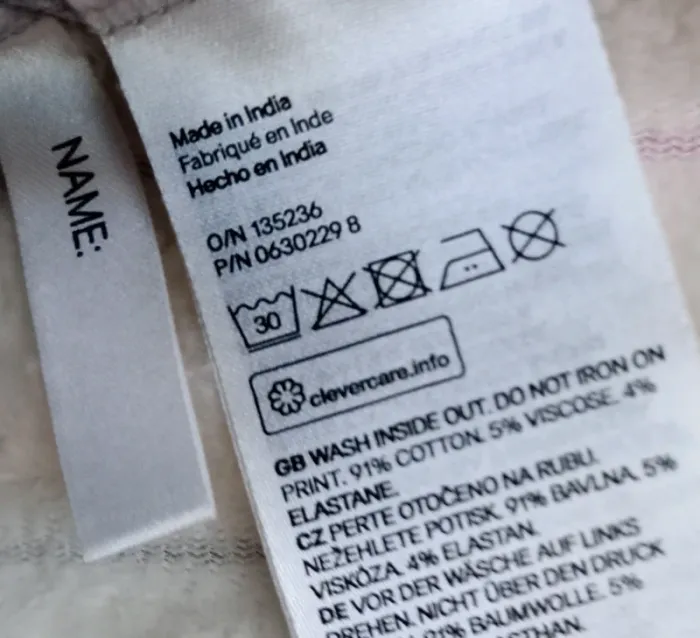 NAME:
Made in India
Fabriqué en Inde
Hecho en India
O/N 135236
P/N 0630229 8
30
clevercare.info
GB WASH INSIDE OUT. DO NOT IRON ON
PRINT. 91% COTTON. 5% VISCOSE. 4%
ELASTANE.
CZ PERTE OTOČENO NA RUBU.
NEŽEHLETE POTISK. 91% BAVLNA. 5%
VISKÓZA. 4% ELASTAN.
DE VOR DER WÄSCHE AUF LINKS
DREHEN. NICHT ÜBER DEN DRUCK
91% BAUMWOLLE. 5%